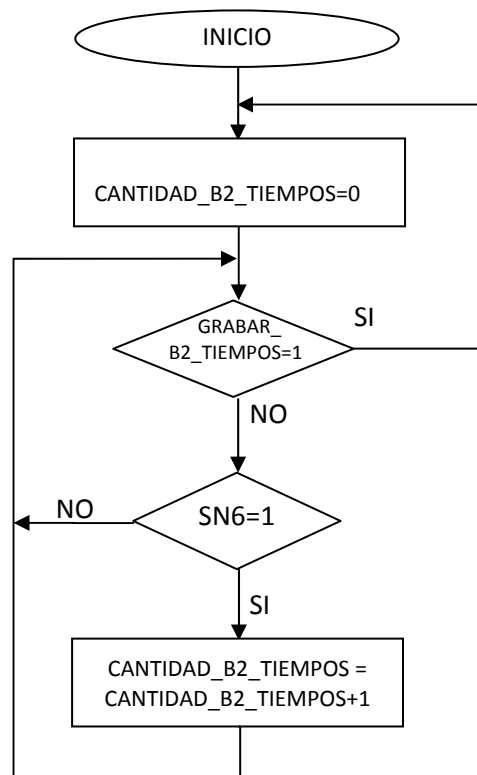 INICIO
CANTIDAD_B2_TIEMPOS=0
GRABAR_
B2_TIEMPOS=1
SI
NO
SN6=1
NO
SI
CANTIDAD_B2_TIEMPOS =
CANTIDAD_B2_TIEMPOS+1